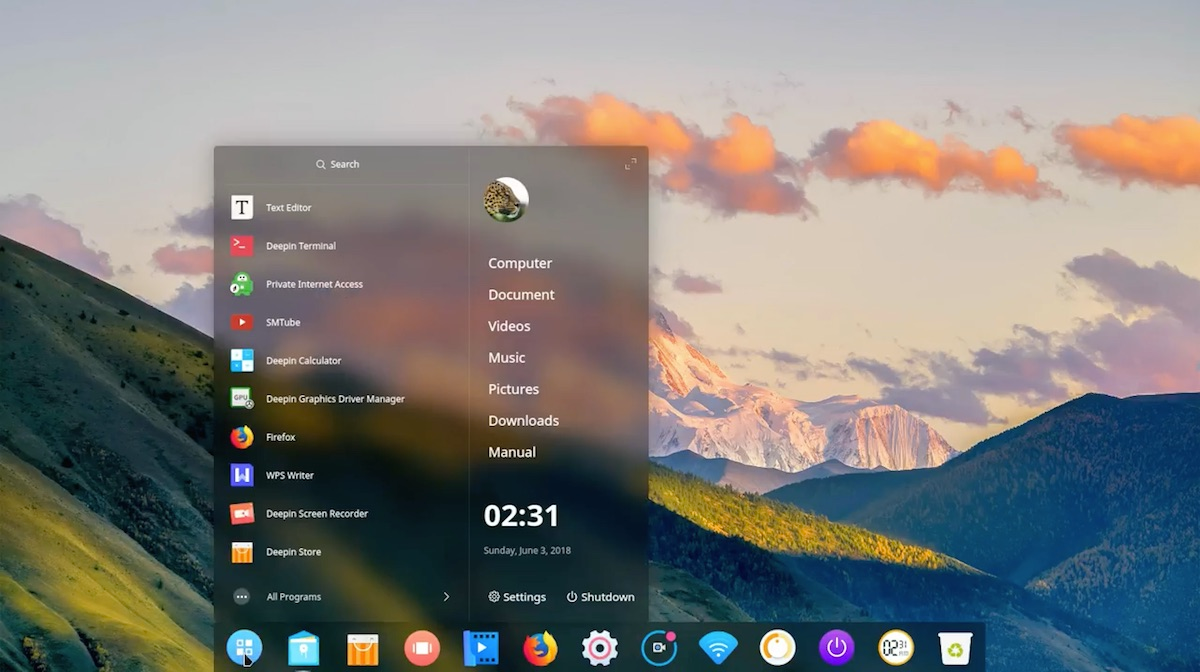 Search
T
Text Editor
Deepin Terminal
Private Internet Access
SMTube
Deepin Calculator
GPU
Deepin Graphics Driver Manager
Firefox
W
WPS Writer
Deepin Screen Recorder
Deepin Store
All Programs
Computer
Document
Videos
Music
Pictures
Downloads
Manual
02:31
Sunday, June 3, 2018
Settings
Shutdown
02 31